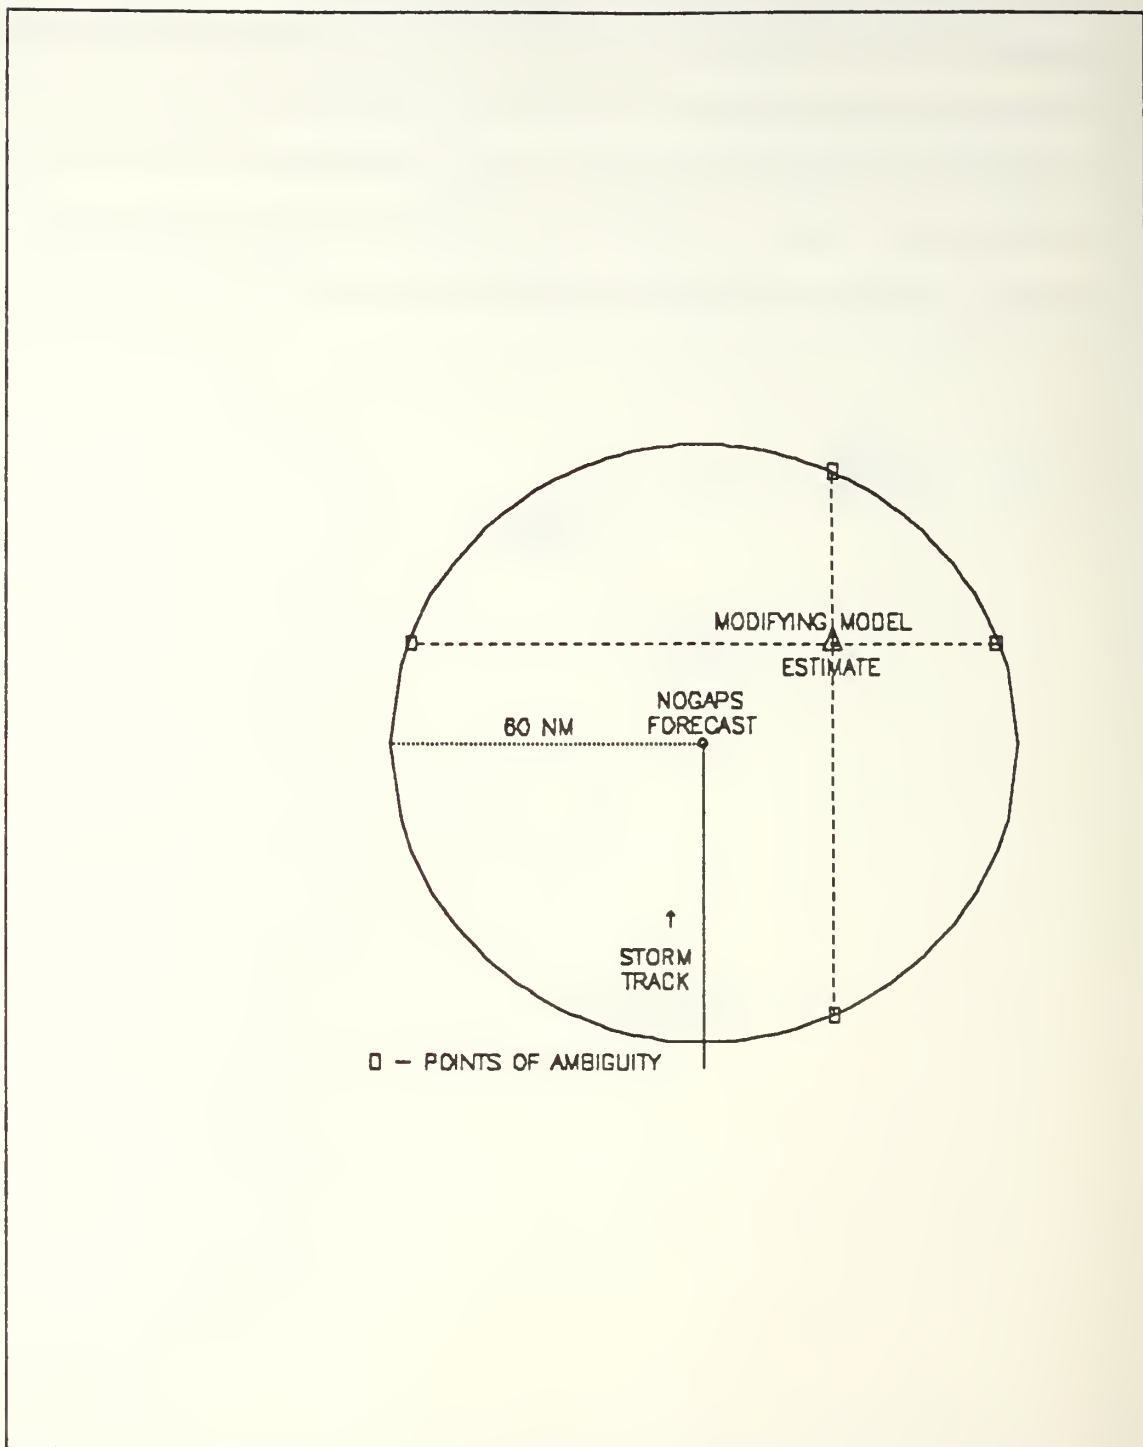 MODIFYING MODEL
ESTIMATE
NOGAPS
FORECAST
60 NM
STORM
TRACK
▯ — POINTS OF AMBIGUITY